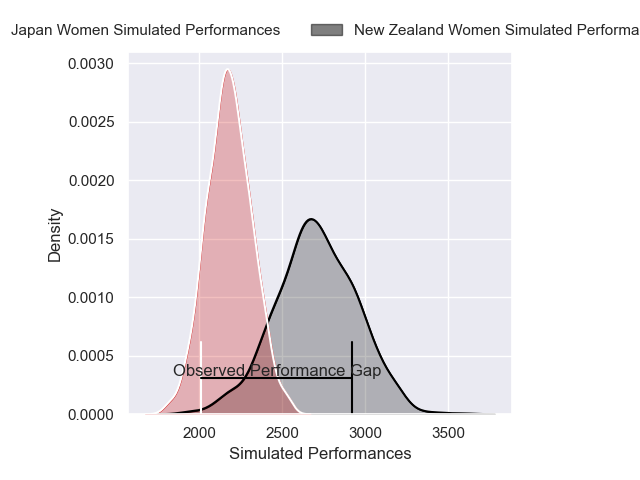 Japan Women Simulated Performances New Zealand Women Simulated Performa
0.0030
0.0025
0.0020
0.0015
0.0010
0.0005
0.0000
Density
Observed Performance Gap
2000 2500 3000 3500
Simulated Performances